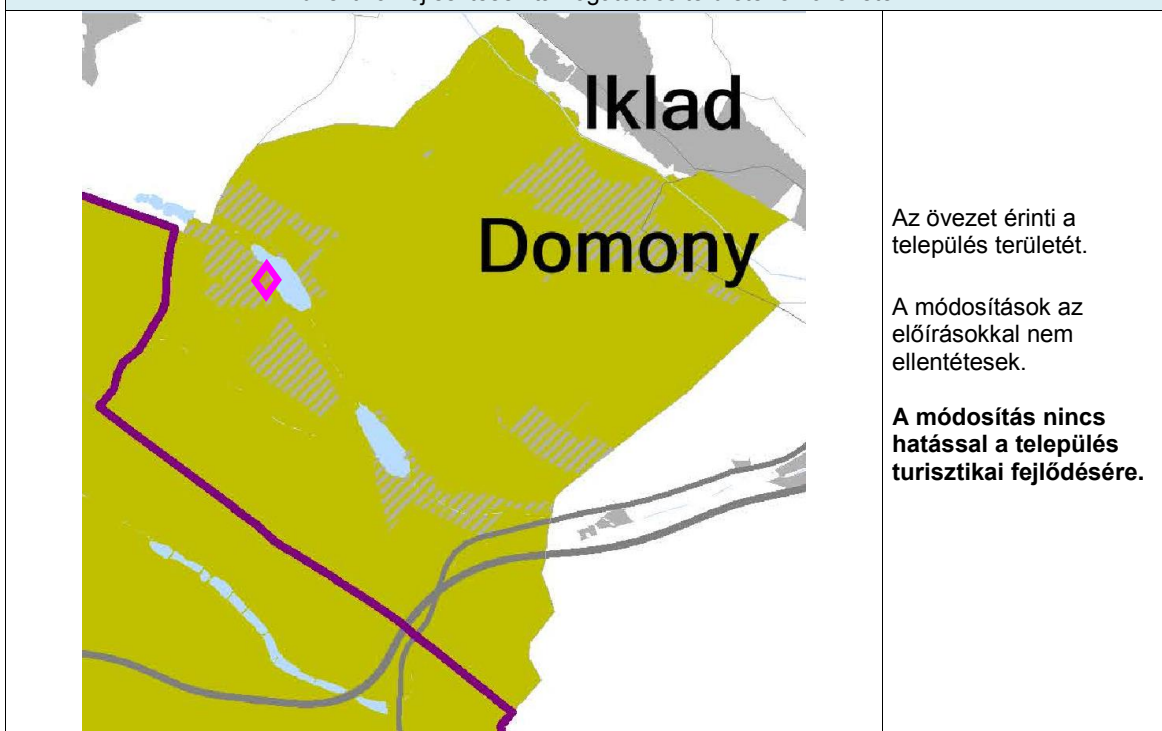 Iklad
Domony
Az övezet érinti a
település területét.
A módosítások az
előírásokkal nem
ellentétesek.
A módosítás nincs
hatással a település
turisztikai fejlődésére.